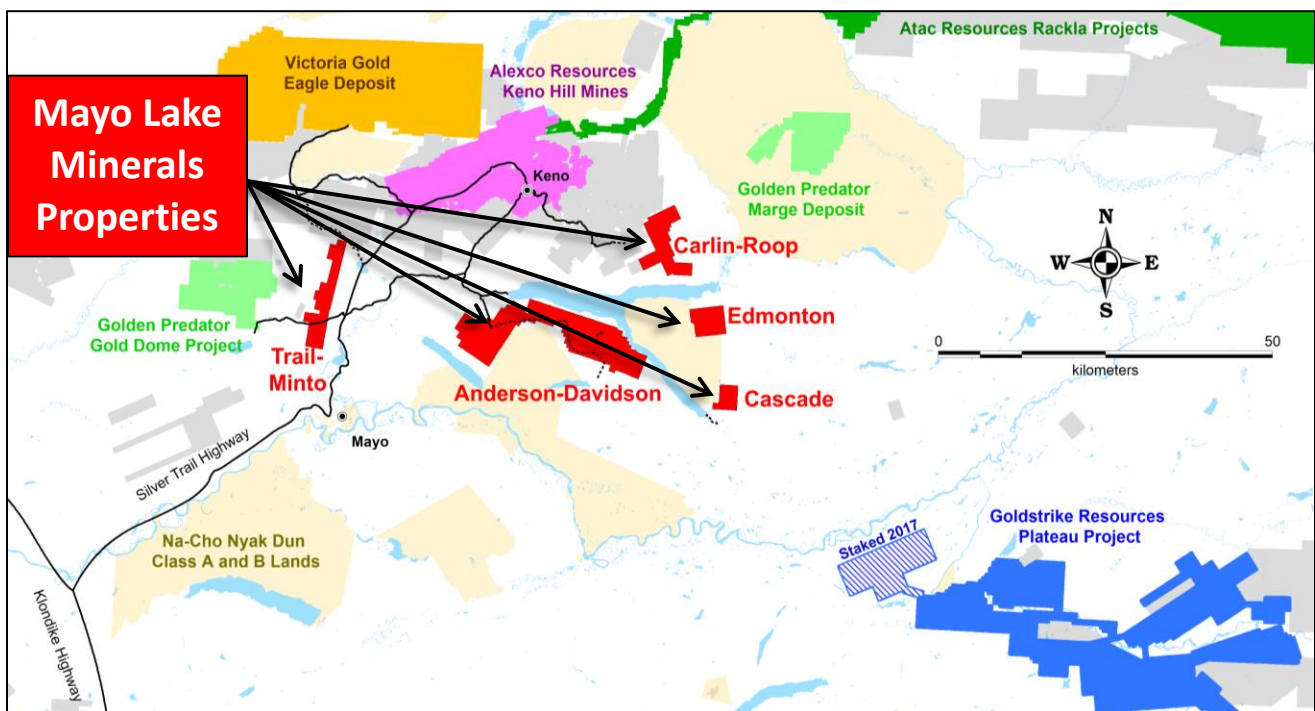 Atac Resources Rackla Projects
Victoria Gold
Eagle Deposit
Alexco Resources
Keno Hill Mines
Mayo Lake
Minerals
Properties
Keno
Golden Predator
Marge Deposit
Carlin-Roop
N
W
E
S
Edmonton
Golden Predator
Gold Dome Project
Trail-
Minto
Anderson-Davidson
Cascade
0
50
kilometers
Mayo
Silver Trail Highway
Na-Cho Nyak Dun
Class A and B Lands
Staked 2017
Goldstrike Resources
Plateau Project
Klondike Highway